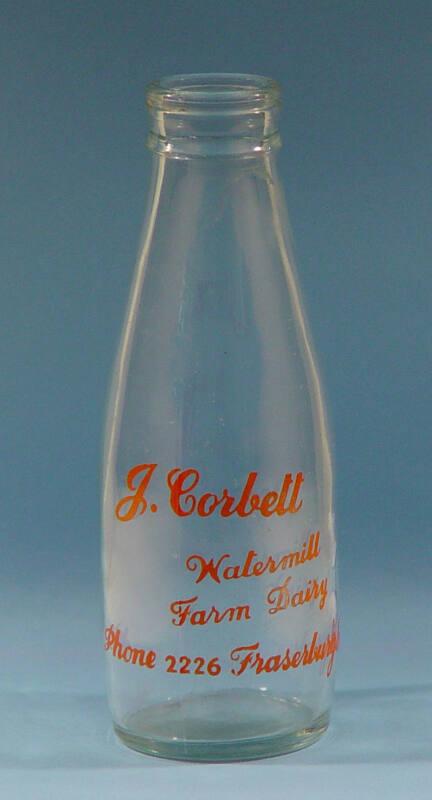 J. Corbett
Watermill
Farm Dairy
Phone 2226 Fraserburgh